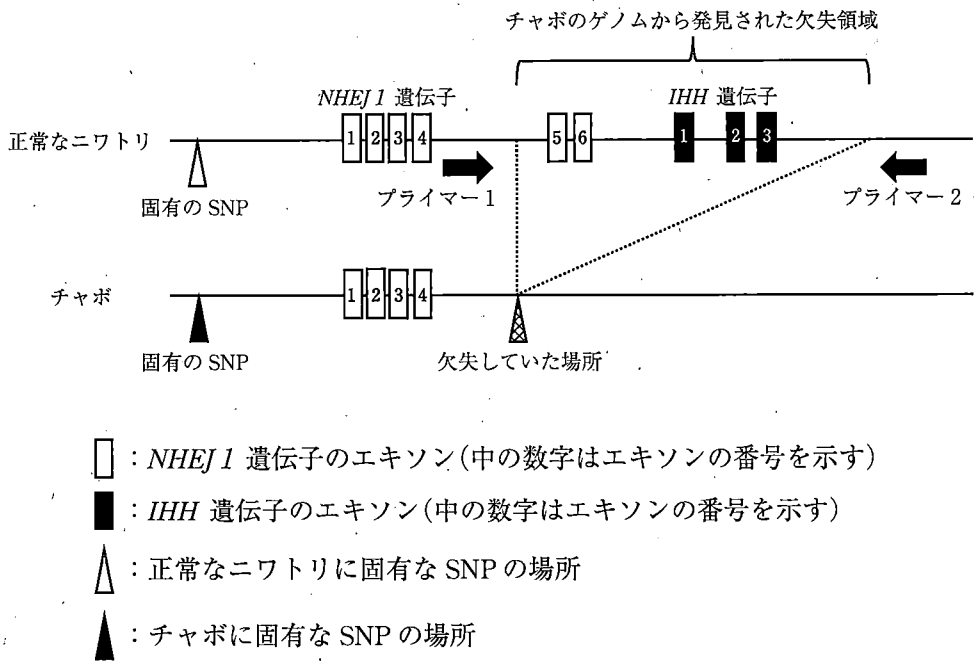 チャボのゲノムから発見された欠失領域
NHEJ1 遺伝子
IHH 遺伝子
正常なニワトリ
1 2 3 4 5 6 1 2 3
プライマー1
プライマー2
固有の SNP
チャボ
1 2 3 4
固有の SNP
欠失していた場所
:NHEJ1 遺伝子のエキソン(中の数字はエキソンの番号を示す)
:IHH 遺伝子のエキソン(中の数字はエキソンの番号を示す)
:正常なニワトリに固有な SNP の場所
:チャボに固有な SNP の場所